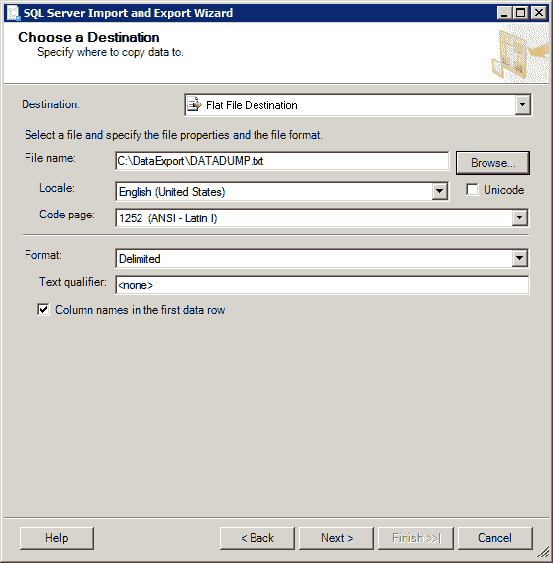 SQL Server Import and Export Wizard
Choose a Destination
Specify where to copy data to.
Destination: Flat File Destination
Select a file and specify the file properties and the file format.
File name: C:\DataExport\DATADUMP.txt Browse...
Locale: English (United States) Unicode
Code page: 1252 (ANSI - Latin I)
Format: Delimited
Text qualifier: <none>
Column names in the first data row
Help < Back Next > Finish >>| Cancel